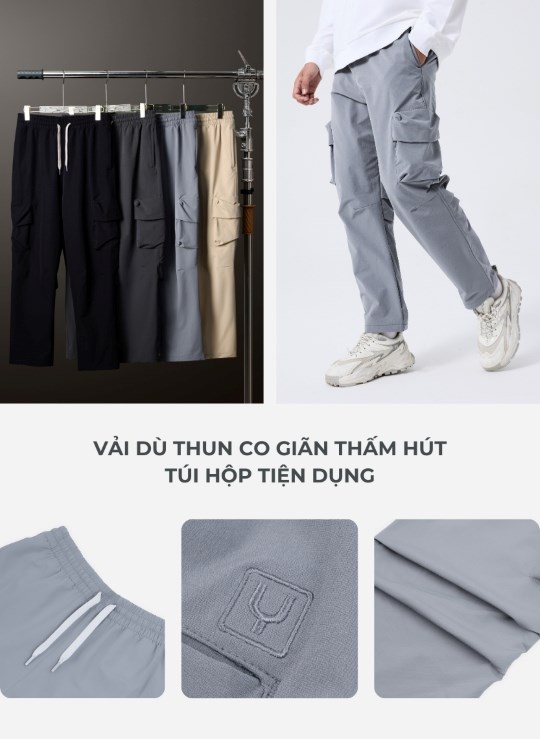 VẢI DÙ THUN CO GIÃN THẤM HÚT
TÚI HỘP TIỆN DỤNG